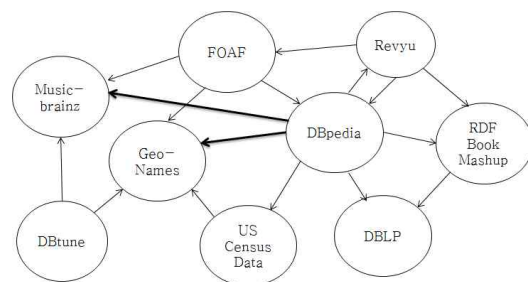 FOAF
Revyu
Music-
brainz
DBpedia
RDF
Book
Mashup
Geo-
Names
DBtune
US
Census
Data
DBLP